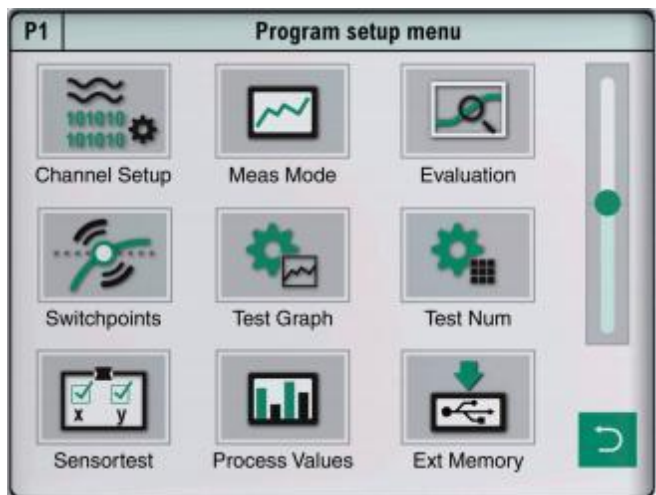 P1 Program setup menu
101010
101010
Channel Setup Meas Mode Evaluation
Switchpoints Test Graph Test Num
x y
Sensortest Process Values Ext Memory